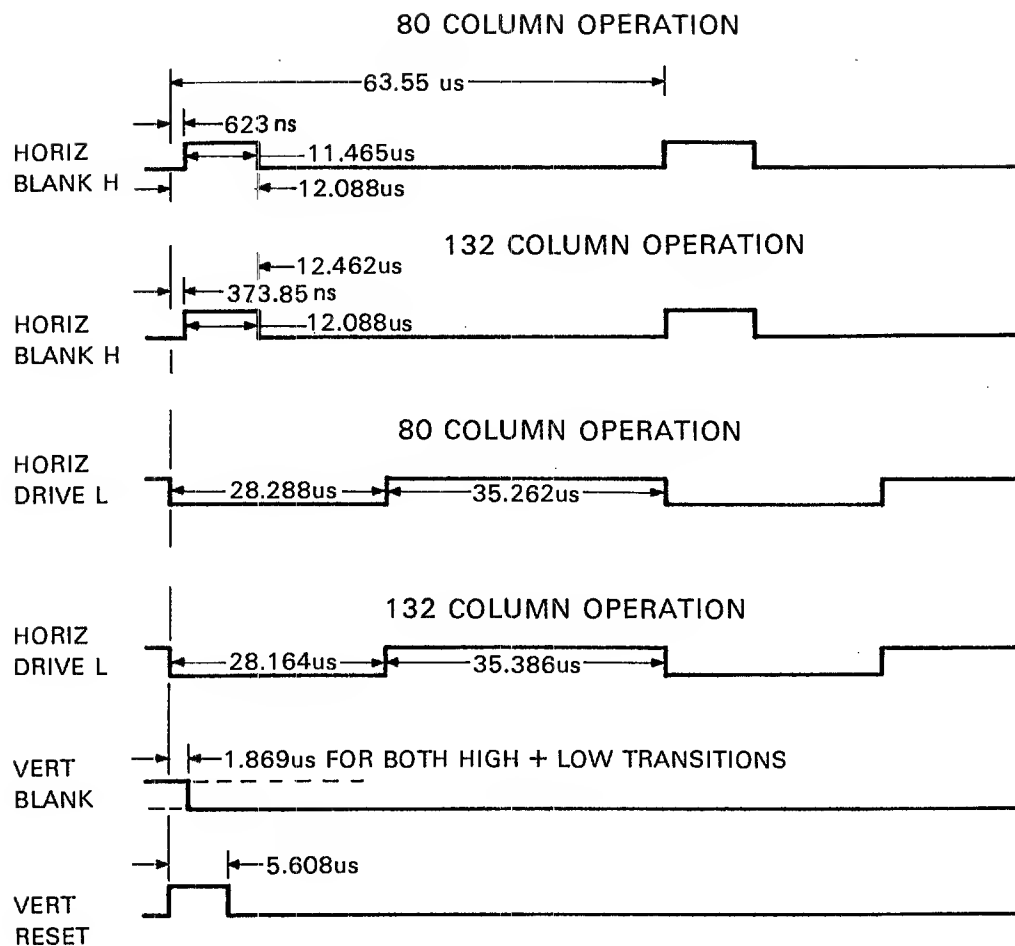 80 COLUMN OPERATION
63.55 us
623 ns
HORIZ
BLANK H
11.465us
12.088us
132 COLUMN OPERATION
12.462us
373.85 ns
HORIZ
BLANK H
12.088us
80 COLUMN OPERATION
HORIZ
DRIVE L
28.288us
35.262us
132 COLUMN OPERATION
HORIZ
DRIVE L
28.164us
35.386us
1.869us FOR BOTH HIGH + LOW TRANSITIONS
VERT
BLANK
5.608us
VERT
RESET